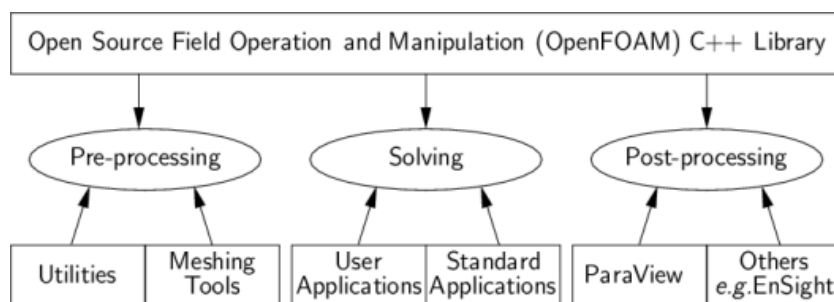 Open Source Field Operation and Manipulation (OpenFOAM) C++ Library
Pre-processing
Solving
Post-processing
Utilities
Meshing
Tools
User
Applications
Standard
Applications
ParaView
Others
e.g.EnSight